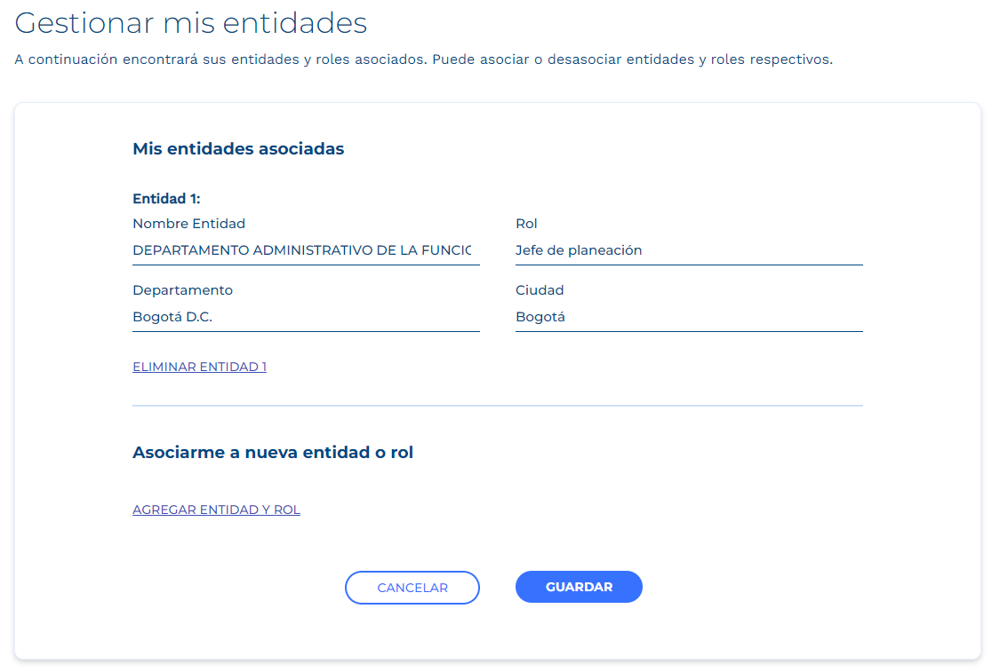 Gestionar mis entidades
A continuación encontrará sus entidades y roles asociados. Puede asociar o desasociar entidades y roles respectivos.
Mis entidades asociadas
Entidad 1:
Nombre Entidad
Rol
DEPARTAMENTO ADMINISTRATIVO DE LA FUNCIO
Jefe de planeación
Departamento
Ciudad
Bogotá D.C.
Bogotá
ELIMINAR ENTIDAD 1
Asociarme a nueva entidad o rol
AGREGAR ENTIDAD Y ROL
CANCELAR
GUARDAR